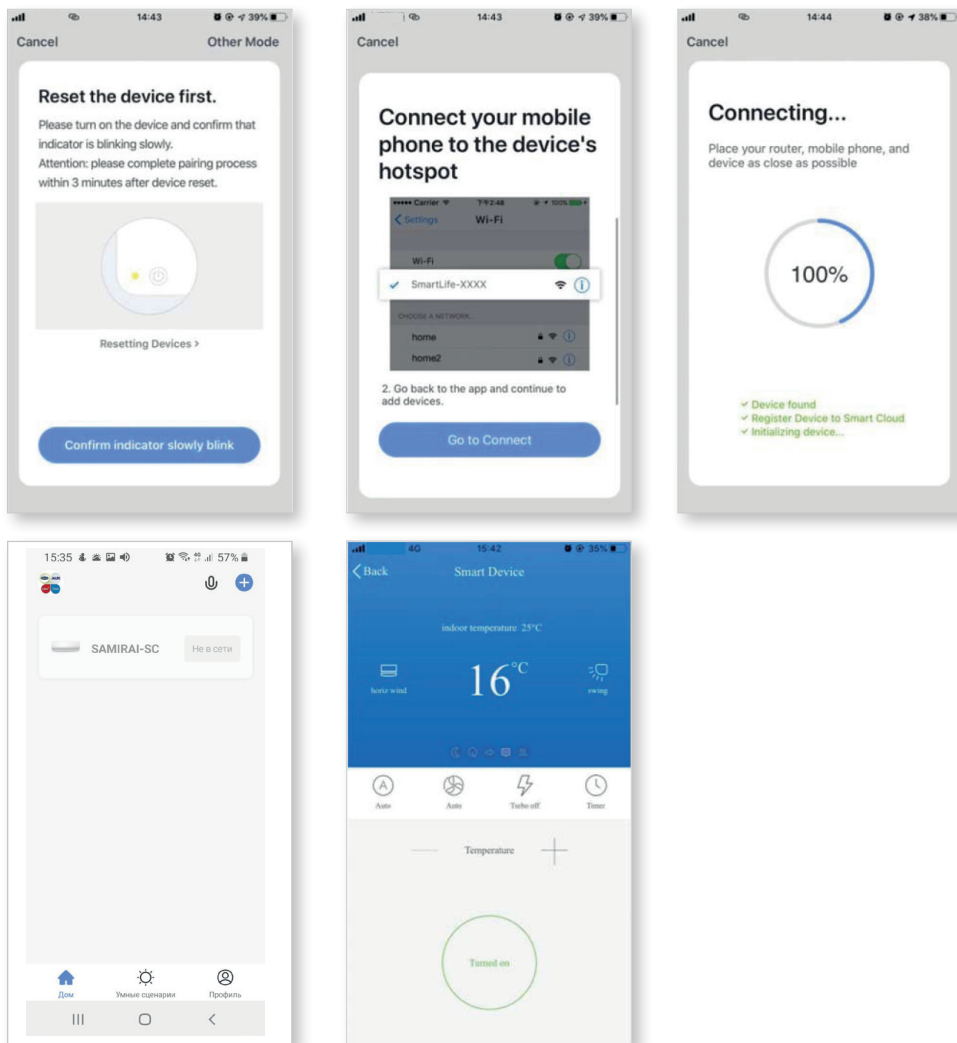 14:43
39%
Cancel
Other Mode
Reset the device first.
Please turn on the device and confirm that
indicator is blinking slowly.
Attention: please complete pairing process
within 3 minutes after device reset.
Resetting Devices >
Confirm indicator slowly blink
14:43
39%
Cancel
Connect your mobile
phone to the device's
hotspot
Carrier
下午2:48
100%
Settings
Wi-Fi
Wi-Fi
SmartLife-XXXX
CHOOSE A NETWORK...
home
home2
2. Go back to the app and continue to
add devices.
Go to Connect
14:44
38%
Cancel
Connecting...
Place your router, mobile phone, and
device as close as possible
100%
Device found
Register Device to Smart Cloud
Initializing device...
15:35
57%
SAMIRAI-SC
Не в сети
Дом
Умные сценарии
Профиль
4G
15:42
35%
Back
Smart Device
indoor temperature 25°C
horiz wind
16°C
swing
Auto
Auto
Turbo off
Timer
Temperature
Turned on